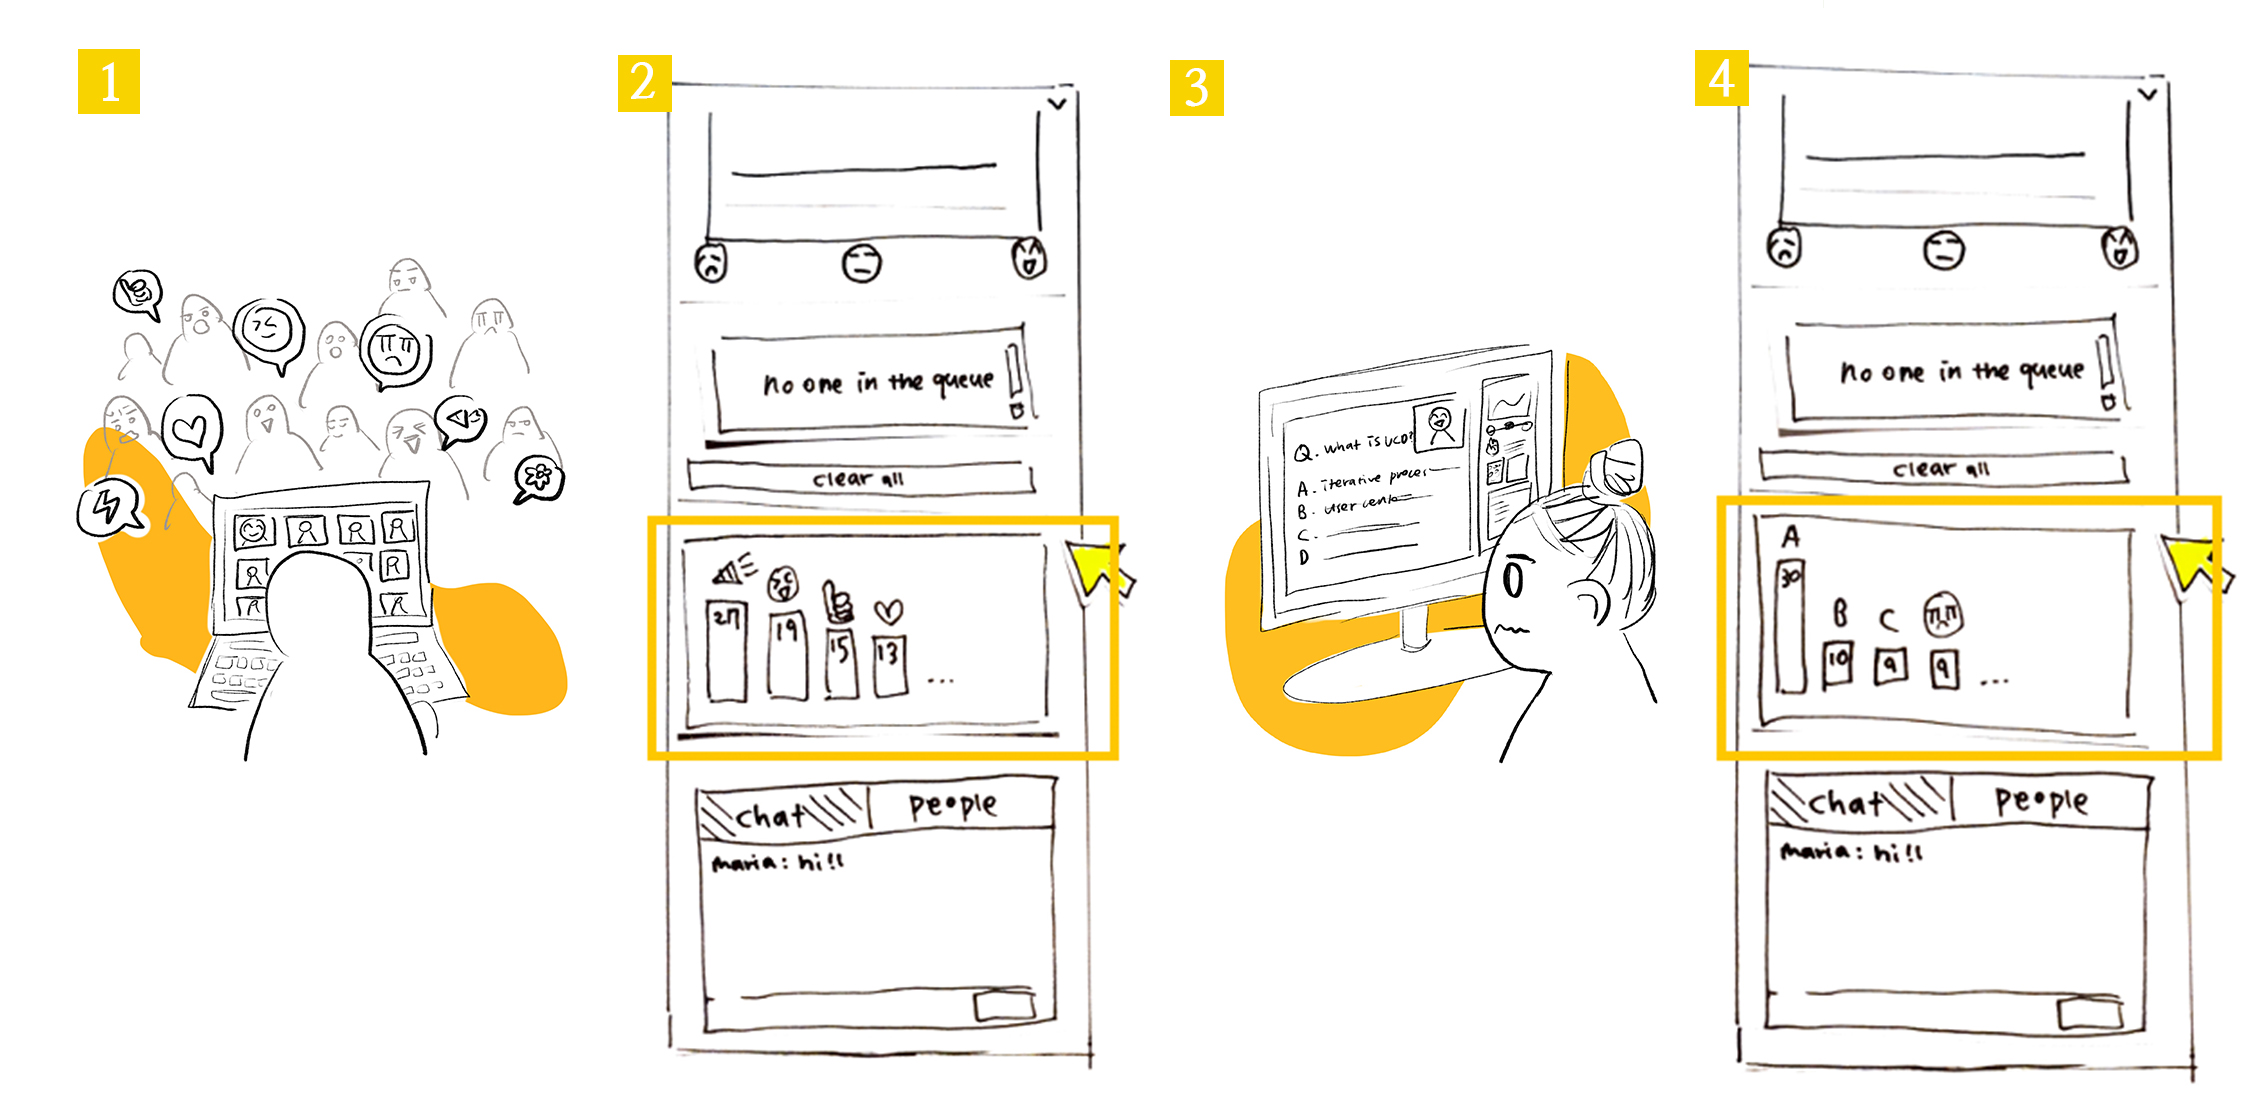 1
2
no one in the queue
clear all
27
19
15
13
...
chat
people
maria: hi!!
3
Q. What is UCD?
A. iterative proces
B. user cente
C.
D
4
no one in the queue
clear all
A
30
B
10
C
9
9
...
chat
people
maria: hi!!